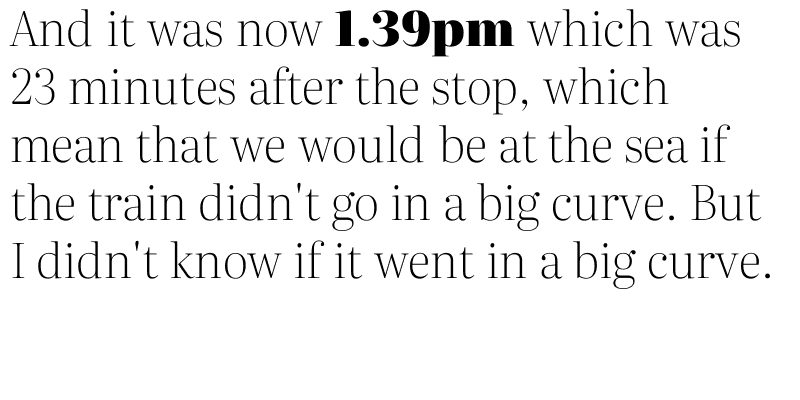 And it was now 1.39pm which was
23 minutes after the stop, which
mean that we would be at the sea if
the train didn't go in a big curve. But
I didn't know if it went in a big curve.